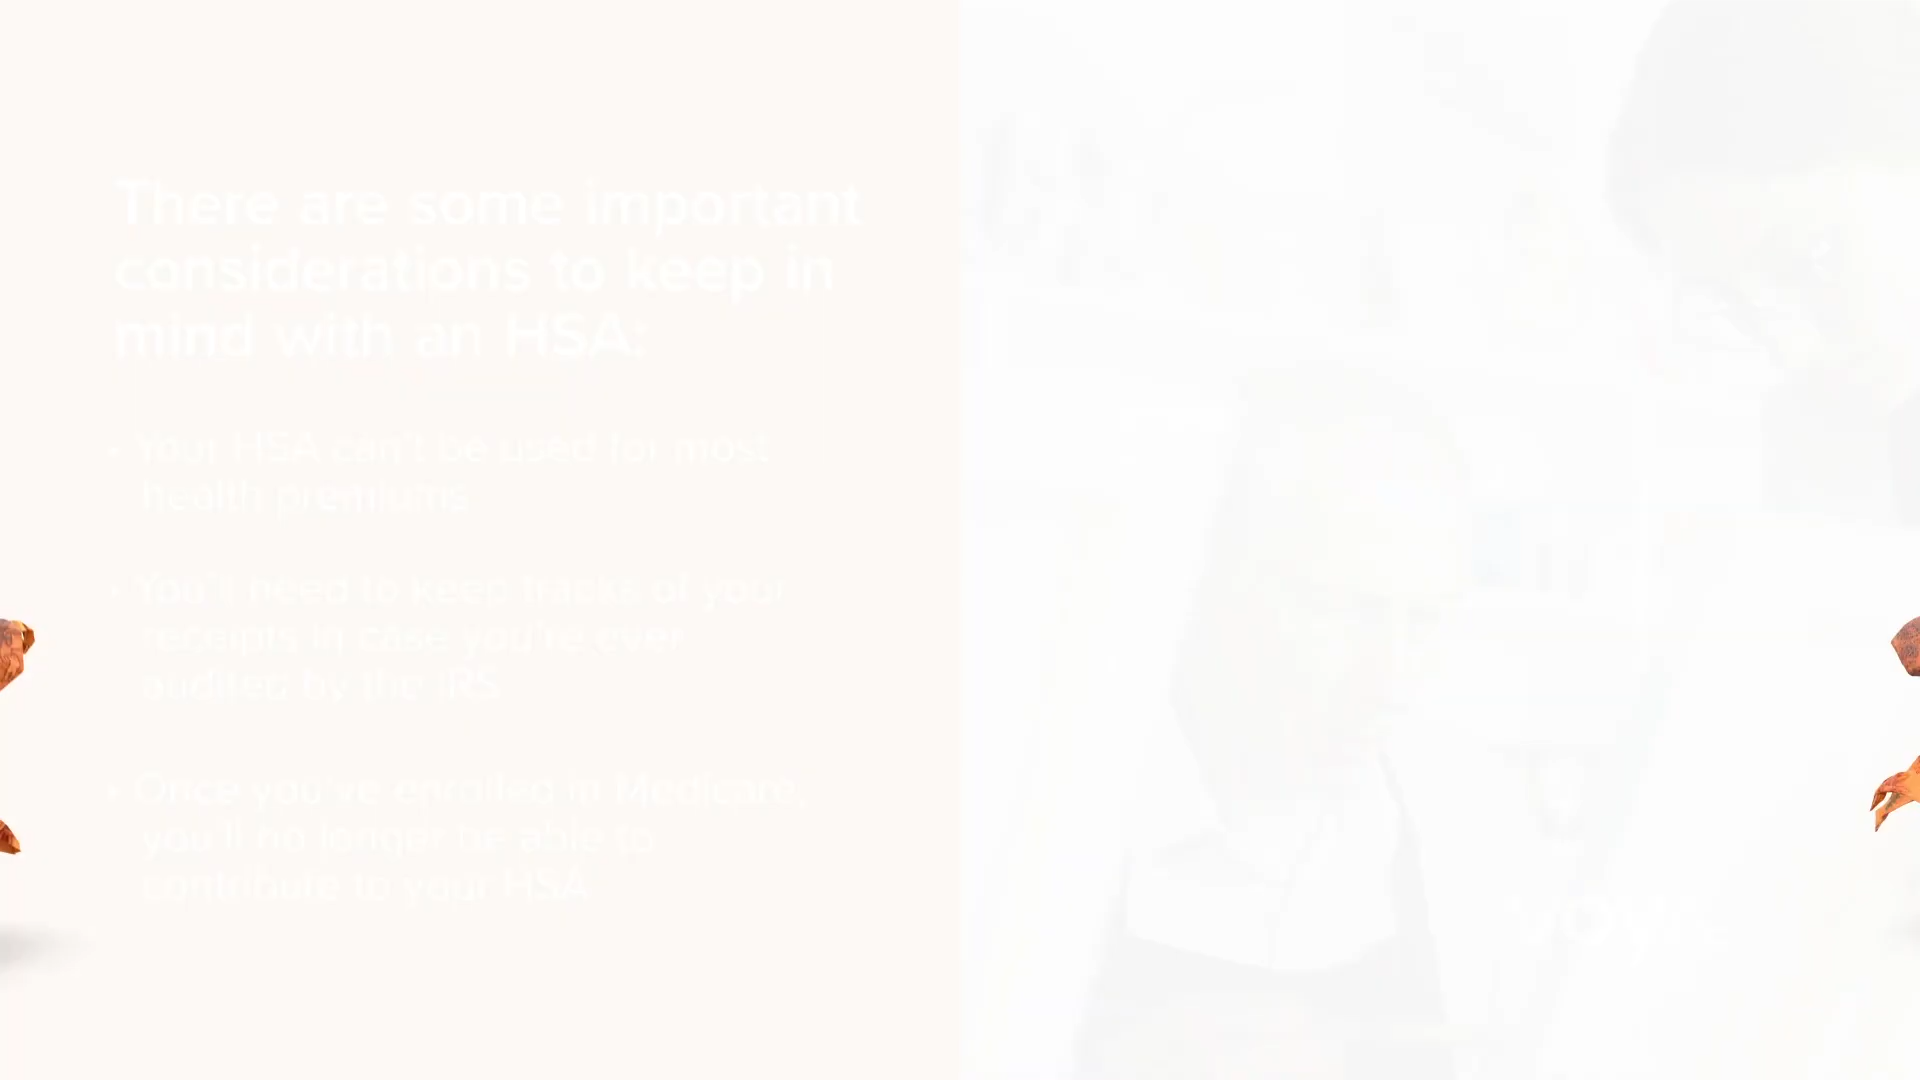 There are some important
considerations to keep in
mind with an HSA:
• Your HSA can't be used for most
health premiums
• You'll need to keep tracks of your
receipts in case you're ever
audited by the IRS
• Once you've enrolled in Medicare,
you'll no longer be able to
contribute to your HSA
VOYA